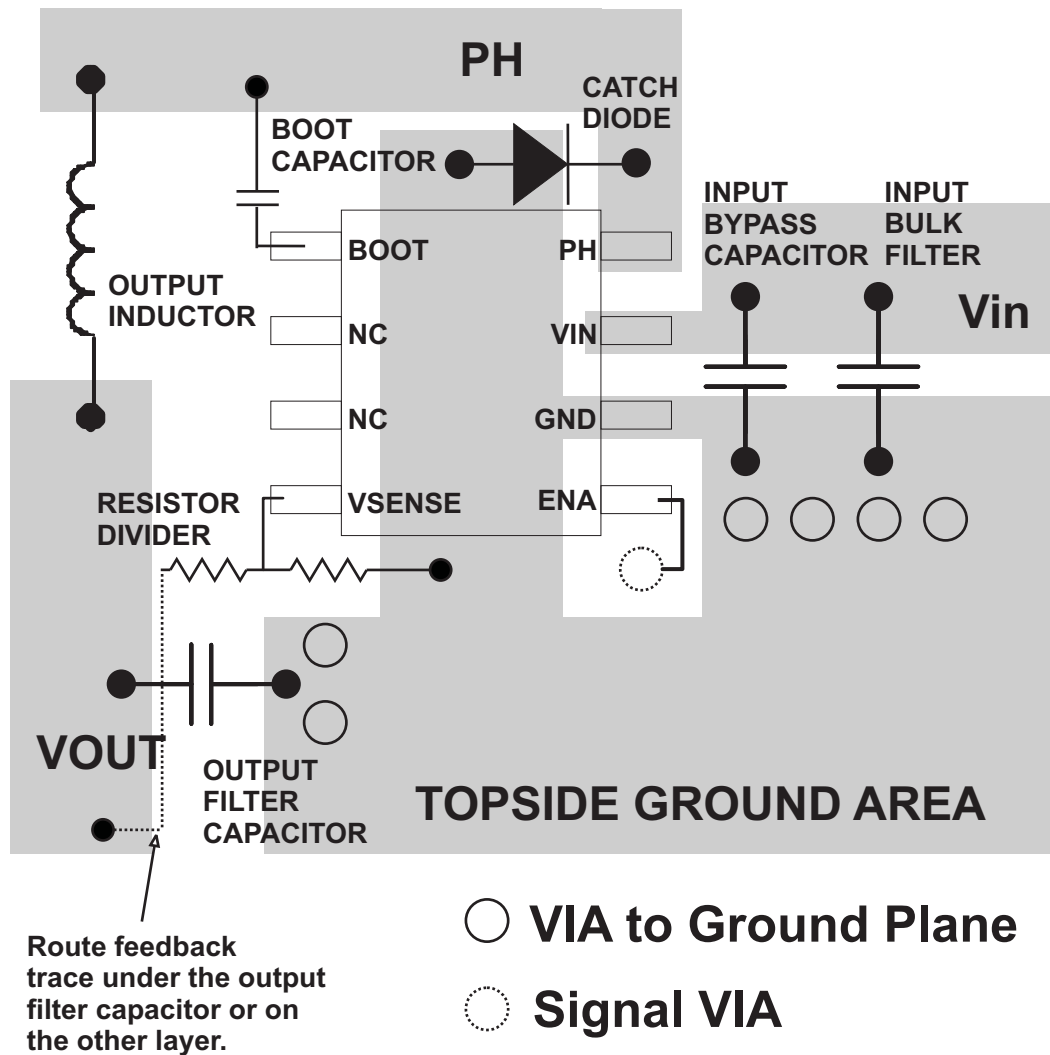 PH
CATCH
DIODE
BOOT
CAPACITOR
INPUT
BYPASS
CAPACITOR
INPUT
BULK
FILTER
BOOT
PH
OUTPUT
INDUCTOR
Vin
NC
VIN
NC
GND
RESISTOR
DIVIDER
VSENSE
ENA
VOUT
OUTPUT
FILTER
CAPACITOR
TOPSIDE GROUND AREA
Route feedback
trace under the output
filter capacitor or on
the other layer.
VIA to Ground Plane
Signal VIA